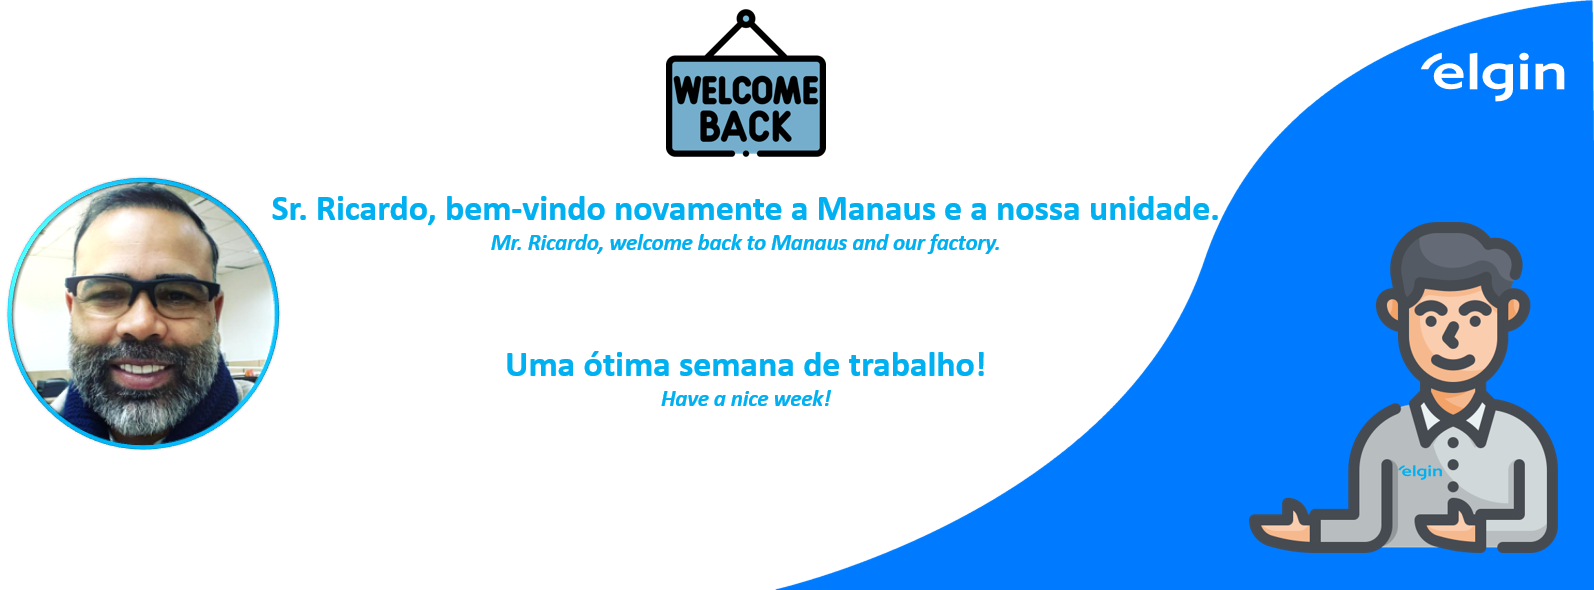 WELCOME
BACK
elgin
Sr. Ricardo, bem-vindo novamente a Manaus e a nossa unidade.
Mr. Ricardo, welcome back to Manaus and our factory.
Uma ótima semana de trabalho!
Have a nice week!
elgin